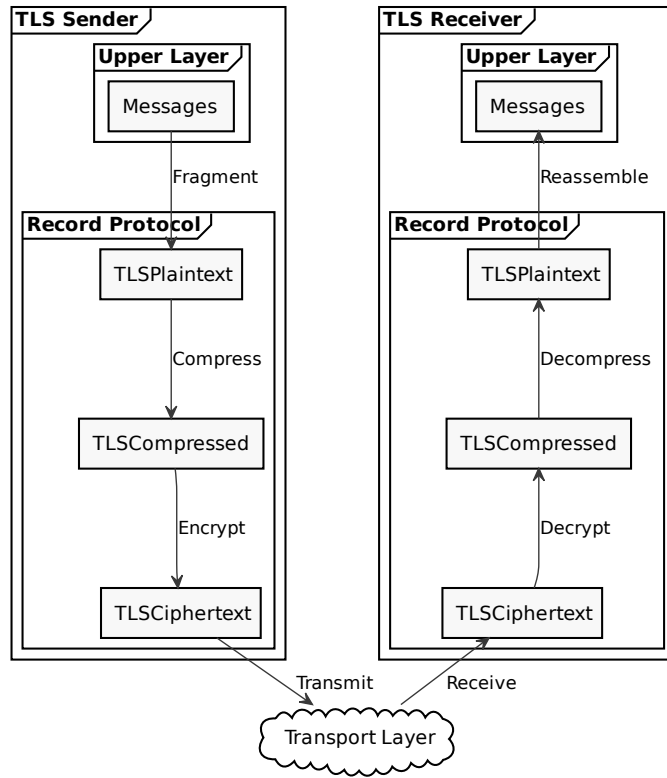 TLS Sender
Upper Layer
Messages
Fragment
Record Protocol
TLSPlaintext
Compress
TLSCompressed
Encrypt
TLSCiphertext
Transmit
TLS Receiver
Upper Layer
Messages
Reassemble
Record Protocol
TLSPlaintext
Decompress
TLSCompressed
Decrypt
TLSCiphertext
Receive
Transport Layer